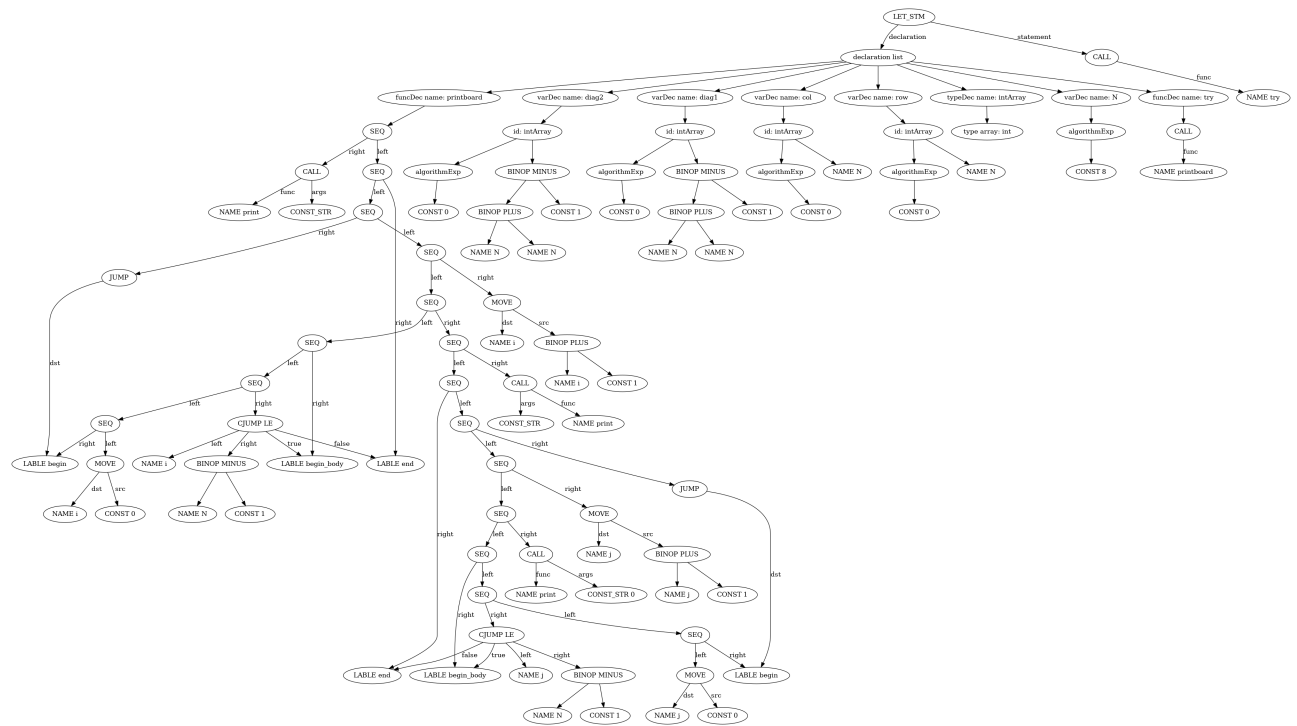 LET_STM
declaration
statement
declaration list
CALL
func
funcDec name: printboard
varDec name: diag2
varDec name: diag1
varDec name: col
varDec name: row
typeDec name: intArray
varDec name: N
funcDec name: try
NAME try
SEQ
id: intArray
id: intArray
id: intArray
id: intArray
type array: int
algorithmExp
CALL
right
left
func
CALL
SEQ
algorithmExp
BINOP MINUS
algorithmExp
BINOP MINUS
algorithmExp
NAME N
algorithmExp
NAME N
CONST 8
NAME printboard
func
args
left
NAME print
CONST_STR
SEQ
CONST 0
BINOP PLUS
CONST 1
CONST 0
BINOP PLUS
CONST 1
CONST 0
CONST 0
right
left
SEQ
NAME N
NAME N
NAME N
NAME N
JUMP
left
right
SEQ
MOVE
right
left
right
dst
src
SEQ
SEQ
NAME i
BINOP PLUS
dst
left
left
right
SEQ
SEQ
CALL
NAME i
CONST 1
left
right
right
left
args
func
SEQ
CJUMP LE
SEQ
CONST_STR
NAME print
right
left
left
right
true
false
left
right
LABLE begin
MOVE
NAME i
BINOP MINUS
LABLE begin_body
LABLE end
SEQ
dst
src
left
right
JUMP
NAME i
CONST 0
NAME N
CONST 1
SEQ
MOVE
right
left
right
dst
src
dst
SEQ
CALL
NAME j
BINOP PLUS
left
func
args
SEQ
NAME print
CONST_STR 0
NAME j
CONST 1
right
right
left
CJUMP LE
SEQ
false
true
left
right
left
right
LABLE end
LABLE begin_body
NAME j
BINOP MINUS
MOVE
LABLE begin
dst
src
NAME N
CONST 1
NAME j
CONST 0